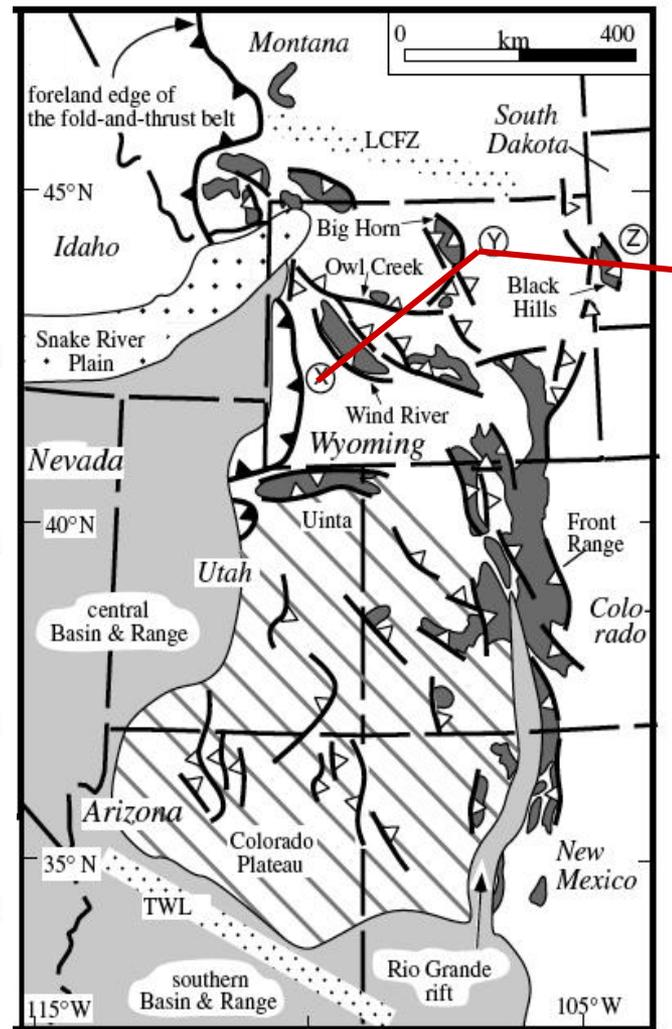 0
km
400
Montana
foreland edge of
the fold-and-thrust belt
South
Dakota
LCFZ
45°N
Idaho
Big Horn
Y
Z
Owl Creek
Black
Hills
Snake River
Plain
X
Wind River
Wyoming
Nevada
40°N
Uinta
Front
Range
Utah
central
Basin & Range
Colo-
rado
Arizona
Colorado
Plateau
35° N
New
Mexico
TWL
Rio Grande
rift
southern
Basin & Range
115°W
105°W